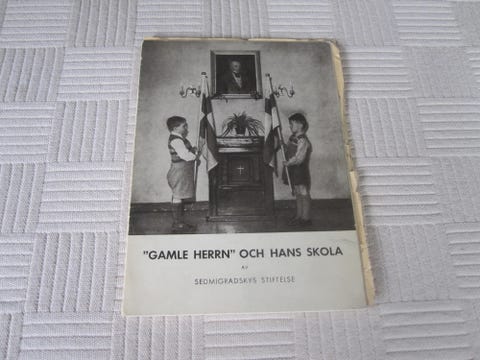 "GAMLE HERRN" OCH HANS SKOLA
AV
SEDMIGRADSKYS STIFTELSE